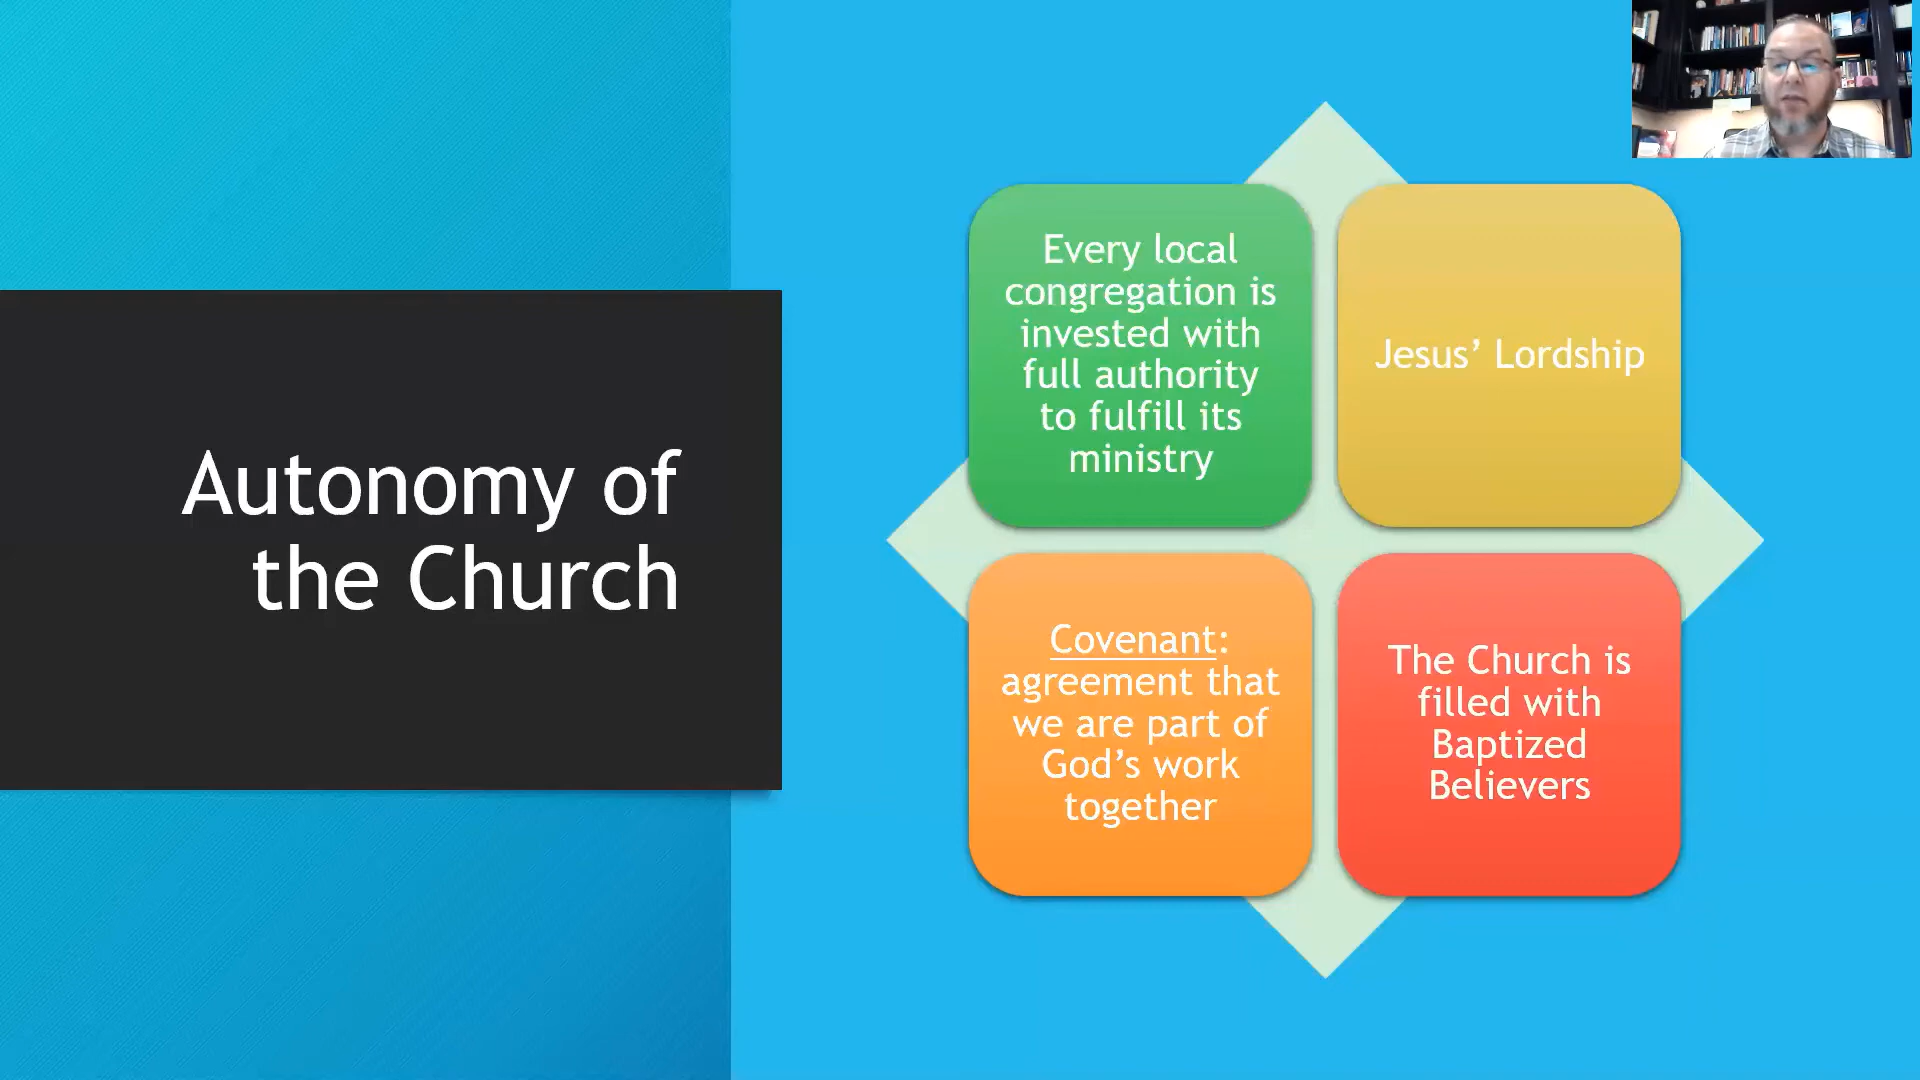 Autonomy of
the Church
Every local
congregation is
invested with
full authority
to fulfill its
ministry
Jesus’ Lordship
Covenant:
agreement that
we are part of
God’s work
together
The Church is
filled with
Baptized
Believers